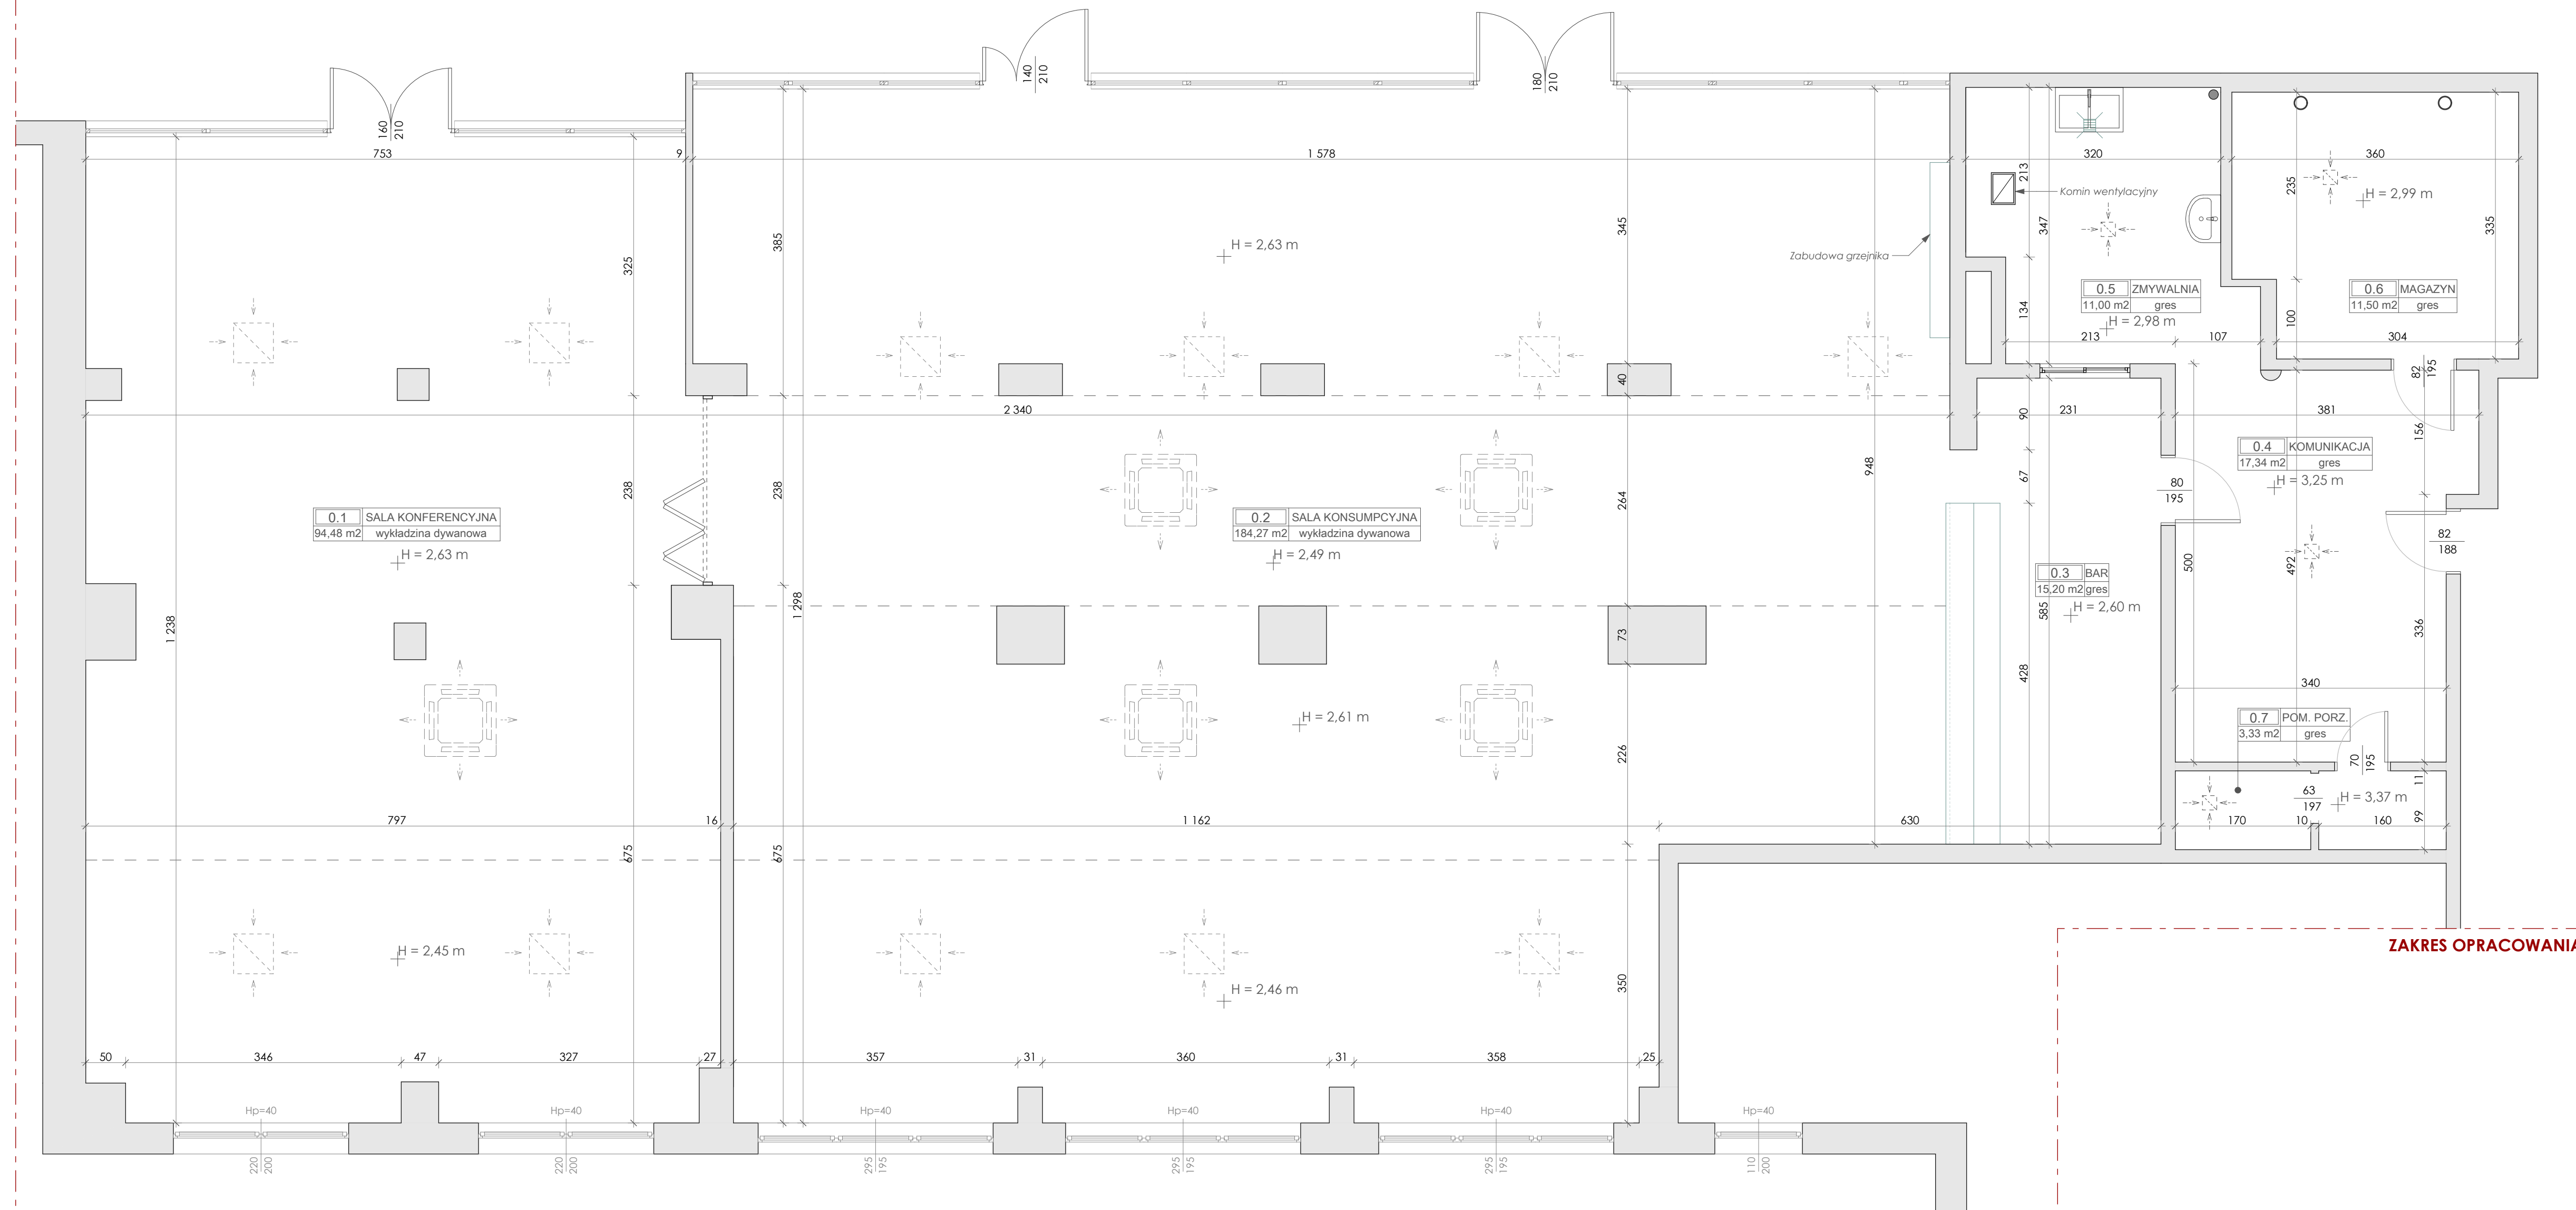 140
210
180
210
160
210
753
9
1 578
320
360
213
235
Komin wentylacyjny
H = 2,99 m
385
345
347
335
325
H = 2,63 m
Zabudowa grzejnika
0.5 ZMYWALNIA
11,00 m2 gres
H = 2,98 m
0.6 MAGAZYN
11,50 m2 gres
134
100
213
107
304
82
195
40
2 340
90
231
381
156
0.4 KOMUNIKACJA
17,34 m2 gres
H = 3,25 m
948
67
80
195
238
238
264
0.1 SALA KONFERENCYJNA
94,48 m2 wykładzina dywanowa
H = 2,63 m
0.2 SALA KONSUMPCYJNA
184,27 m2 wykładzina dywanowa
H = 2,49 m
82
188
500
492
0.3 BAR
15,20 m2 gres
H = 2,60 m
585
1 238
1 298
73
336
428
340
H = 2,61 m
0.7 POM. PORZ.
3,33 m2 gres
226
70
195
11
63
197
H = 3,37 m
99
797
16
1 162
630
170
10
160
675
675
H = 2,45 m
H = 2,46 m
350
ZAKRES OPRACOWANIA
50
346
47
327
27
357
31
360
31
358
25
Hp=40
Hp=40
Hp=40
Hp=40
Hp=40
Hp=40
220
200
220
200
295
195
295
195
295
195
110
200